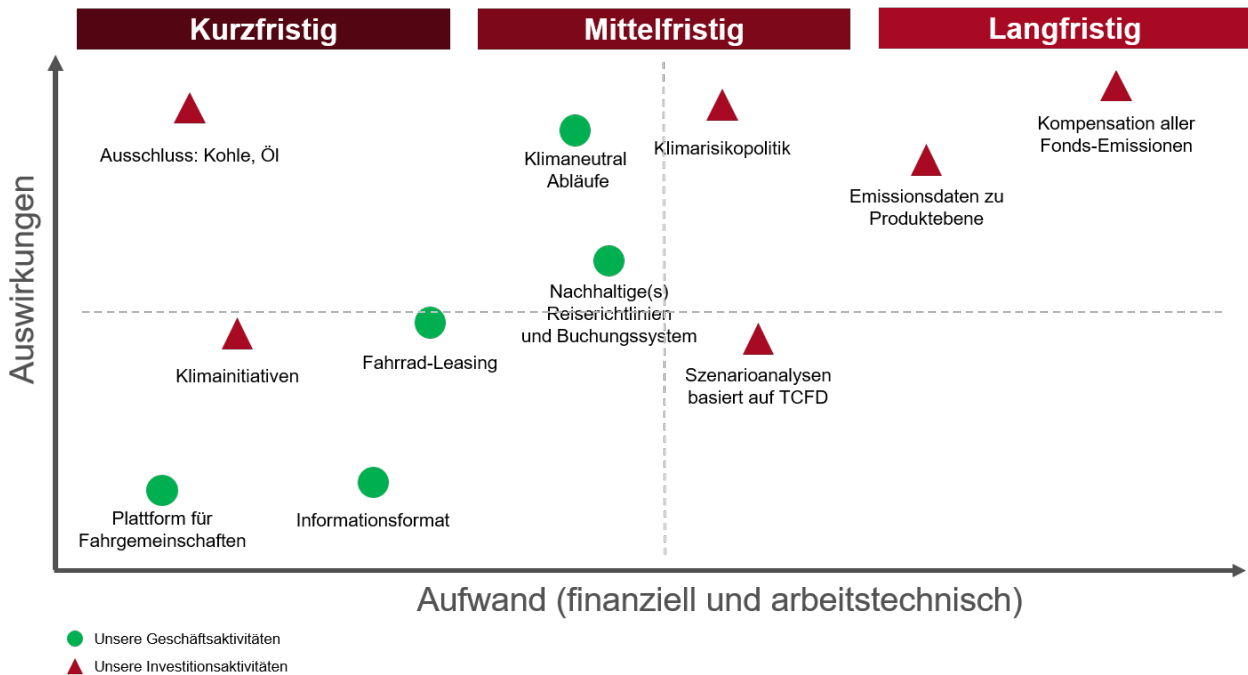 Kurzfristig
Mittelfristig
Langfristig
Auswirkungen
Ausschluss: Kohle, Öl
Klimaneutral
Abläufe
Klimarisikopolitik
Kompensation aller
Fonds-Emissionen
Emissionsdaten zu
Produktebene
Nachhaltige(s)
Reiserichtlinien
und Buchungssystem
Klimainitiativen
Fahrrad-Leasing
Szenarioanalysen
basiert auf TCFD
Plattform für
Fahrgemeinschaften
Informationsformat
Aufwand (finanziell und arbeitstechnisch)
Unsere Geschäftsaktivitäten
Unsere Investitionsaktivitäten